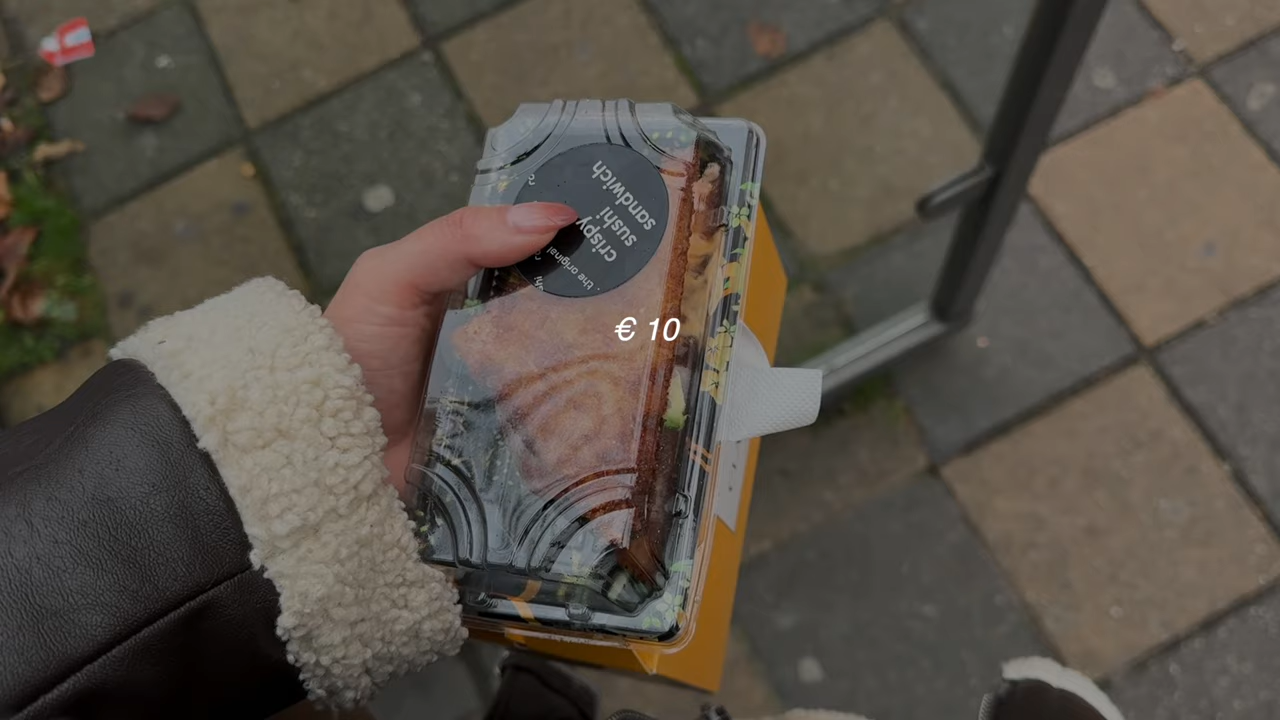 the original
crispy
sushi
sandwich
€ 10